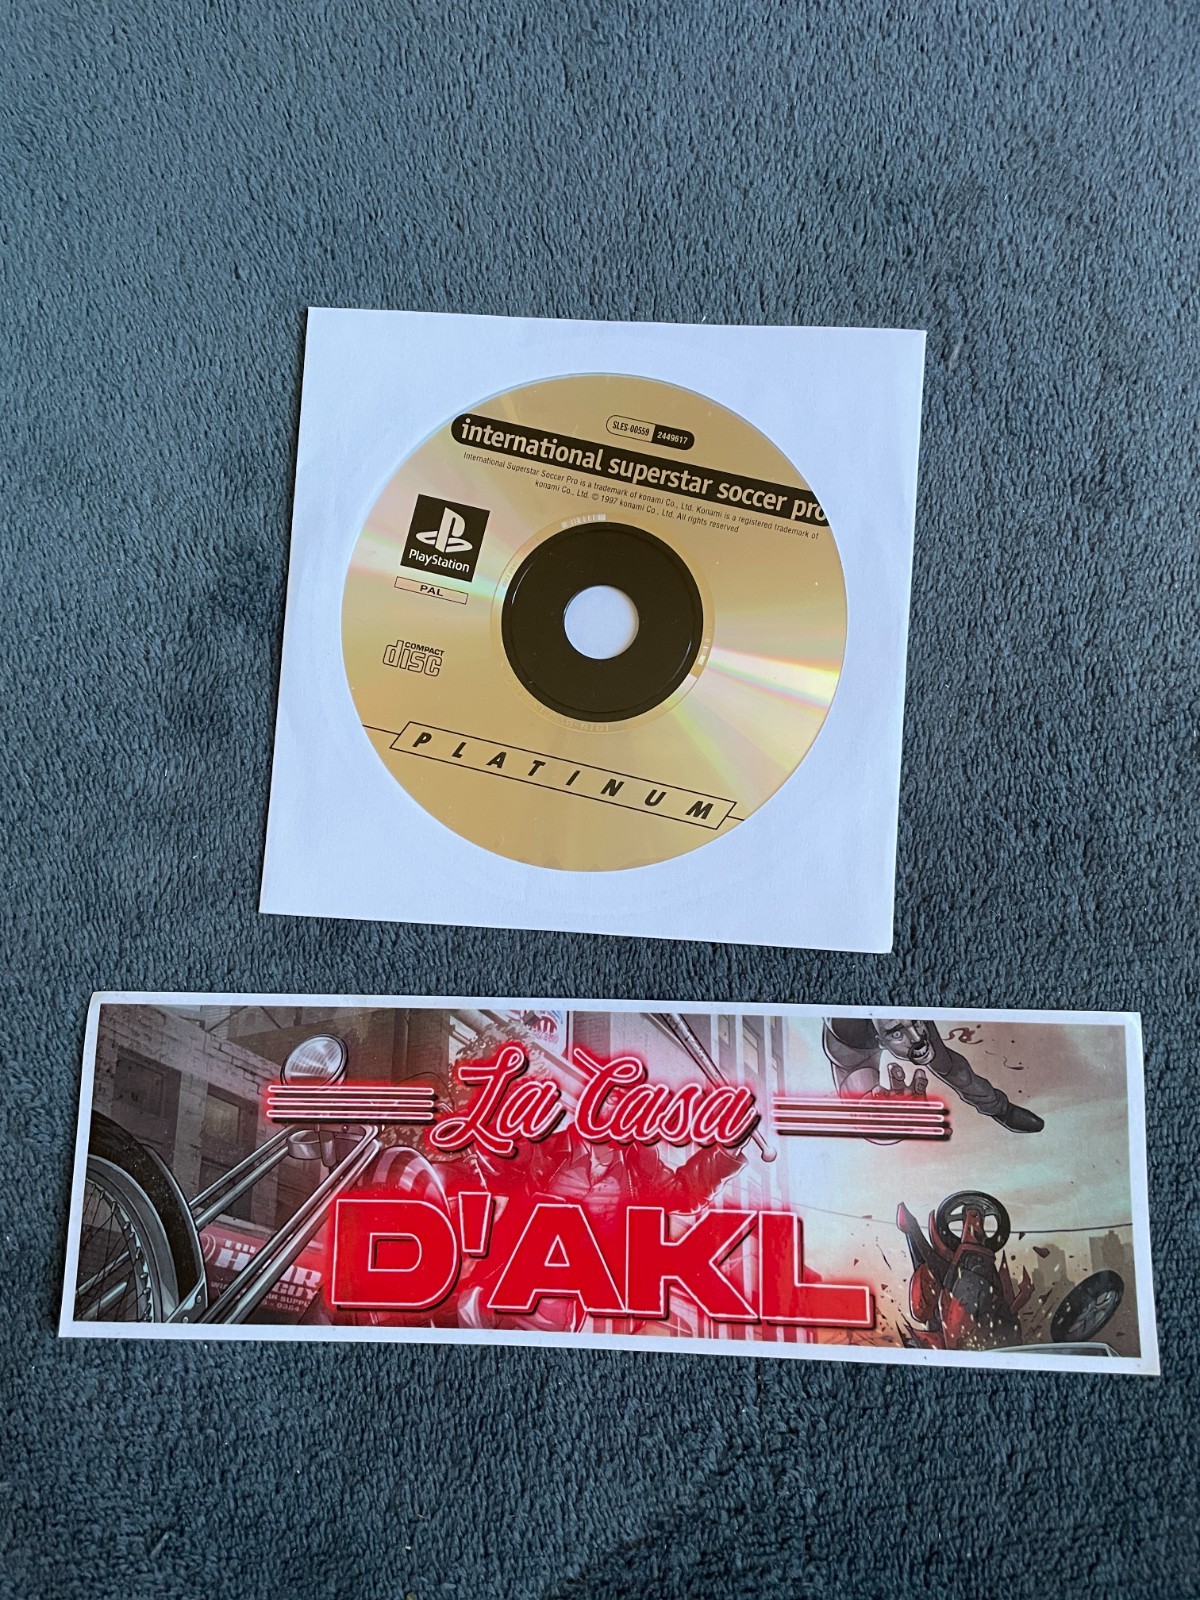 SLES-00559 2449617
international superstar soccer pro
International Superstar Soccer Pro is a trademark of konami Co., Ltd. Konami is a registered trademark of
konami Co., Ltd. © 1997 konami Co., Ltd. All rights reserved
PlayStation
PAL
COMPACT
disc
PLATINUM
La Casa
D'AKL